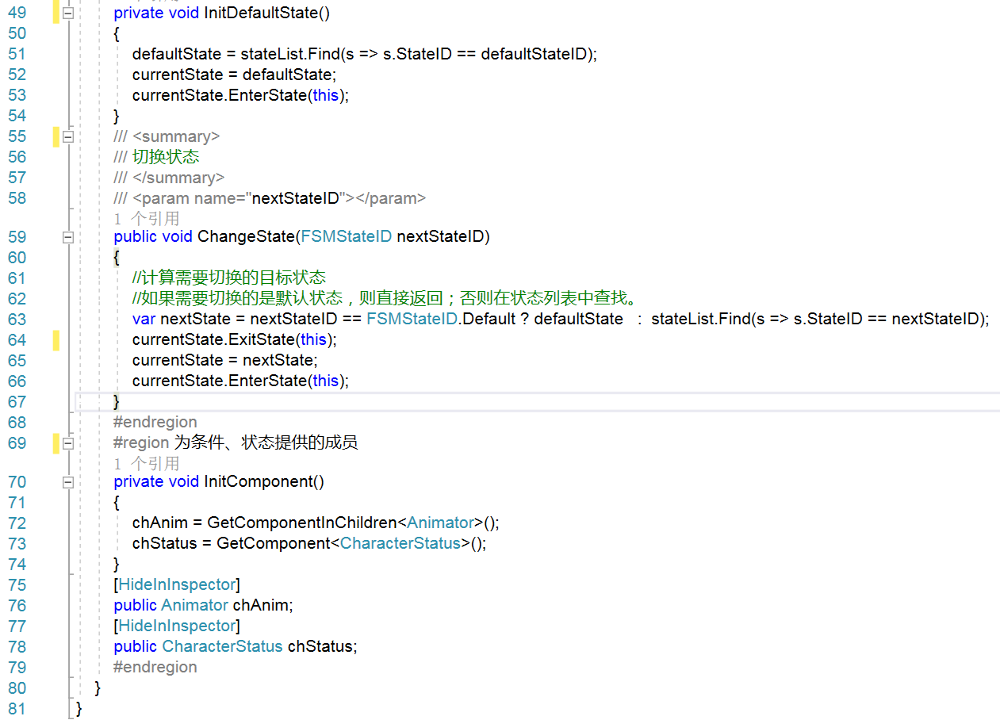 49 private void InitDefaultState()
50 {
51 defaultState = stateList.Find(s => s.StateID == defaultStateID);
52 currentState = defaultState;
53 currentState.EnterState(this);
54 }
55 /// <summary>
56 /// 切换状态
57 /// </summary>
58 /// <param name="nextStateID"></param>
1 个引用
59 public void ChangeState(FSMStateID nextStateID)
60 {
61 //计算需要切换的目标状态
62 //如果需要切换的是默认状态，则直接返回；否则在状态列表中查找。
63 var nextState = nextStateID == FSMStateID.Default ? defaultState : stateList.Find(s => s.StateID == nextStateID);
64 currentState.ExitState(this);
65 currentState = nextState;
66 currentState.EnterState(this);
67 }
68 #endregion
69 #region 为条件、状态提供的成员
1 个引用
70 private void InitComponent()
71 {
72 chAnim = GetComponentInChildren<Animator>();
73 chStatus = GetComponent<CharacterStatus>();
74 }
75 [HideInInspector]
76 public Animator chAnim;
77 [HideInInspector]
78 public CharacterStatus chStatus;
79 #endregion
80 }
81 }